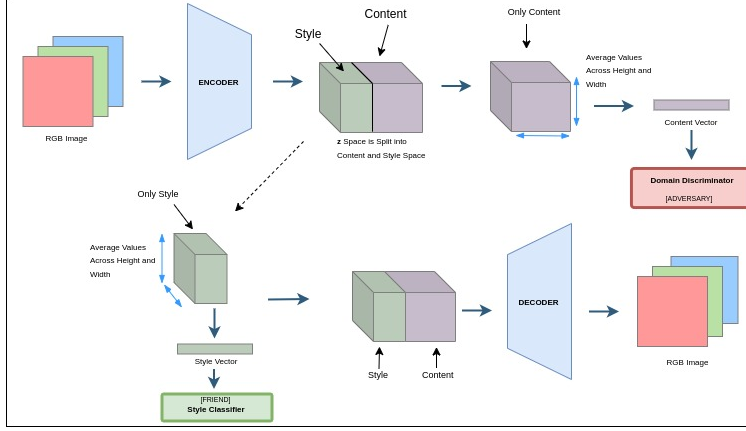 Content
Style
Only Content
ENCODER
Average Values
Across Height and
Width
RGB Image
Content Vector
z Space is Split into
Content and Style Space
Domain Discriminator
[ADVERSARY]
Only Style
Average Values
Across Height and
Width
DECODER
Style Vector
Style
Content
RGB Image
[FRIEND]
Style Classifier